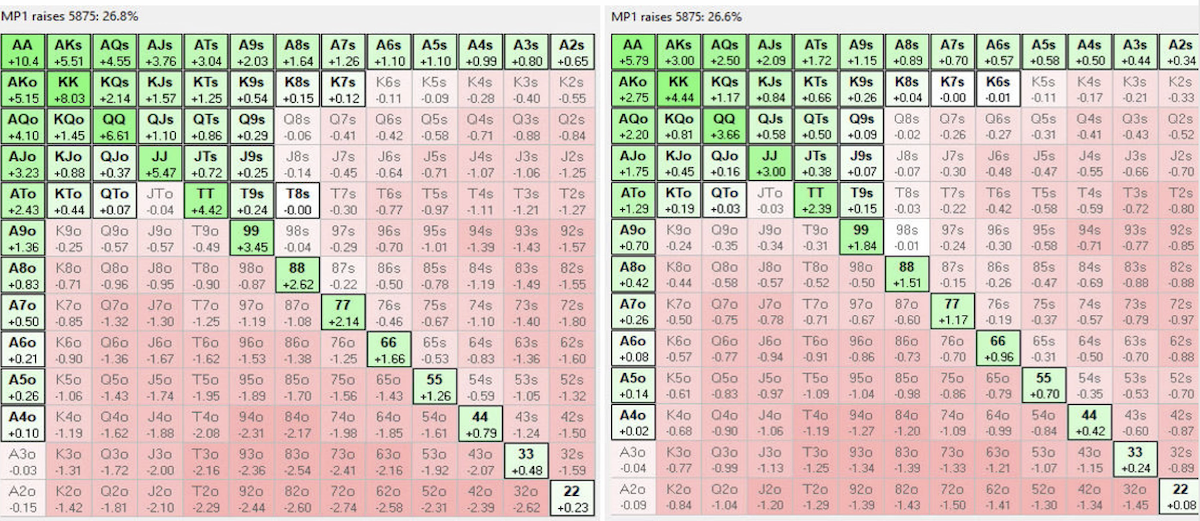 MP1 raises 5875: 26.8%
AA AKs AQs AJs ATs A9s A8s A7s A6s A5s A4s A3s A2s
+10.4 +5.51 +4.55 +3.76 +3.04 +2.03 +1.64 +1.26 +1.10 +1.10 +0.99 +0.80 +0.65
AKo KK KQs KJs KTs K9s K8s K7s K6s K5s K4s K3s K2s
+5.15 +8.03 +2.14 +1.57 +1.25 +0.54 +0.15 +0.12 -0.11 -0.09 -0.28 -0.40 -0.55
AQo KQo QQ QJs QTs Q9s Q8s Q7s Q6s Q5s Q4s Q3s Q2s
+4.10 +1.45 +6.61 +1.10 +0.86 +0.29 -0.06 -0.41 -0.42 -0.58 -0.71 -0.88 -0.84
AJo KJo QJo JJ JTs J9s J8s J7s J6s J5s J4s J3s J2s
+3.23 +0.88 +0.37 +5.47 +0.72 +0.25 -0.14 -0.45 -0.64 -0.71 -1.07 -1.06 -1.25
ATo KTo QTo JTo TT T9s T8s T7s T6s T5s T4s T3s T2s
+2.43 +0.44 +0.07 -0.04 +4.42 +0.24 -0.00 -0.30 -0.77 -0.97 -1.11 -1.21 -1.27
A9o K9o Q9o J9o T9o 99 98s 97s 96s 95s 94s 93s 92s
+1.36 -0.25 -0.57 -0.57 -0.49 +3.45 -0.04 -0.29 -0.70 -1.01 -1.39 -1.43 -1.57
A8o K8o Q8o J8o T8o 98o 88 87s 86s 85s 84s 83s 82s
+0.83 -0.71 -0.96 -0.95 -0.90 -0.87 +2.62 -0.22 -0.50 -0.78 -1.19 -1.49 -1.55
A7o K7o Q7o J7o T7o 97o 87o 77 76s 75s 74s 73s 72s
+0.50 -0.85 -1.32 -1.30 -1.25 -1.19 -1.08 +2.14 -0.46 -0.67 -1.10 -1.40 -1.80
A6o K6o Q6o J6o T6o 96o 86o 76o 66 65s 64s 63s 62s
+0.21 -0.90 -1.36 -1.67 -1.62 -1.53 -1.38 -1.25 +1.66 -0.53 -0.83 -1.36 -1.60
A5o K5o Q5o J5o T5o 95o 85o 75o 65o 55 54s 53s 52s
+0.26 -1.06 -1.43 -1.74 -1.95 -1.89 -1.70 -1.56 -1.43 +1.26 -0.59 -1.05 -1.32
A4o K4o Q4o J4o T4o 94o 84o 74o 64o 54o 44 43s 42s
+0.10 -1.19 -1.62 -1.88 -2.08 -2.31 -2.17 -1.98 -1.85 -1.61 +0.79 -1.24 -1.50
A3o K3o Q3o J3o T3o 93o 83o 73o 63o 53o 43o 33 32s
-0.03 -1.31 -1.72 -2.00 -2.16 -2.36 -2.54 -2.41 -2.16 -1.92 -2.07 +0.48 -1.59
A2o K2o Q2o J2o T2o 92o 82o 72o 62o 52o 42o 32o 22
-0.15 -1.42 -1.81 -2.10 -2.29 -2.44 -2.60 -2.74 -2.58 -2.31 -2.39 -2.62 +0.23
MP1 raises 5875: 26.6%
AA AKs AQs AJs ATs A9s A8s A7s A6s A5s A4s A3s A2s
+5.79 +3.00 +2.50 +2.09 +1.72 +1.15 +0.89 +0.70 +0.57 +0.58 +0.50 +0.44 +0.34
AKo KK KQs KJs KTs K9s K8s K7s K6s K5s K4s K3s K2s
+2.75 +4.44 +1.17 +0.84 +0.66 +0.26 +0.04 -0.00 -0.01 -0.11 -0.17 -0.21 -0.33
AQo KQo QQ QJs QTs Q9s Q8s Q7s Q6s Q5s Q4s Q3s Q2s
+2.20 +0.81 +3.66 +0.58 +0.50 +0.09 -0.02 -0.26 -0.27 -0.31 -0.41 -0.43 -0.52
AJo KJo QJo JJ JTs J9s J8s J7s J6s J5s J4s J3s J2s
+1.75 +0.45 +0.16 +3.00 +0.38 +0.07 -0.07 -0.30 -0.48 -0.47 -0.55 -0.66 -0.70
ATo KTo QTo JTo TT T9s T8s T7s T6s T5s T4s T3s T2s
+1.29 +0.19 +0.03 -0.03 +2.39 +0.15 -0.03 -0.22 -0.42 -0.58 -0.59 -0.72 -0.80
A9o K9o Q9o J9o T9o 99 98s 97s 96s 95s 94s 93s 92s
+0.70 -0.24 -0.35 -0.34 -0.31 +1.84 -0.01 -0.24 -0.30 -0.58 -0.71 -0.77 -0.85
A8o K8o Q8o J8o T8o 98o 88 87s 86s 85s 84s 83s 82s
+0.42 -0.44 -0.58 -0.57 -0.52 -0.50 +1.51 -0.15 -0.26 -0.47 -0.69 -0.88 -0.88
A7o K7o Q7o J7o T7o 97o 87o 77 76s 75s 74s 73s 72s
+0.26 -0.50 -0.75 -0.78 -0.71 -0.67 -0.60 +1.17 -0.19 -0.37 -0.57 -0.79 -0.97
A6o K6o Q6o J6o T6o 96o 86o 76o 66 65s 64s 63s 62s
+0.08 -0.57 -0.77 -0.94 -0.91 -0.86 -0.73 -0.70 +0.96 -0.31 -0.50 -0.70 -0.88
A5o K5o Q5o J5o T5o 95o 85o 75o 65o 55 54s 53s 52s
+0.14 -0.61 -0.83 -0.97 -1.09 -1.04 -0.98 -0.86 -0.79 +0.70 -0.35 -0.53 -0.70
A4o K4o Q4o J4o T4o 94o 84o 74o 64o 54o 44 43s 42s
+0.02 -0.68 -0.90 -1.06 -1.19 -1.27 -1.20 -1.09 -0.99 -0.84 +0.42 -0.60 -0.87
A3o K3o Q3o J3o T3o 93o 83o 73o 63o 53o 43o 33 32s
-0.04 -0.77 -0.99 -1.13 -1.25 -1.34 -1.39 -1.33 -1.21 -1.07 -1.15 +0.24 -0.89
A2o K2o Q2o J2o T2o 92o 82o 72o 62o 52o 42o 32o 22
-0.09 -0.84 -1.04 -1.20 -1.29 -1.39 -1.43 -1.50 -1.41 -1.30 -1.30 -1.41 +0.08